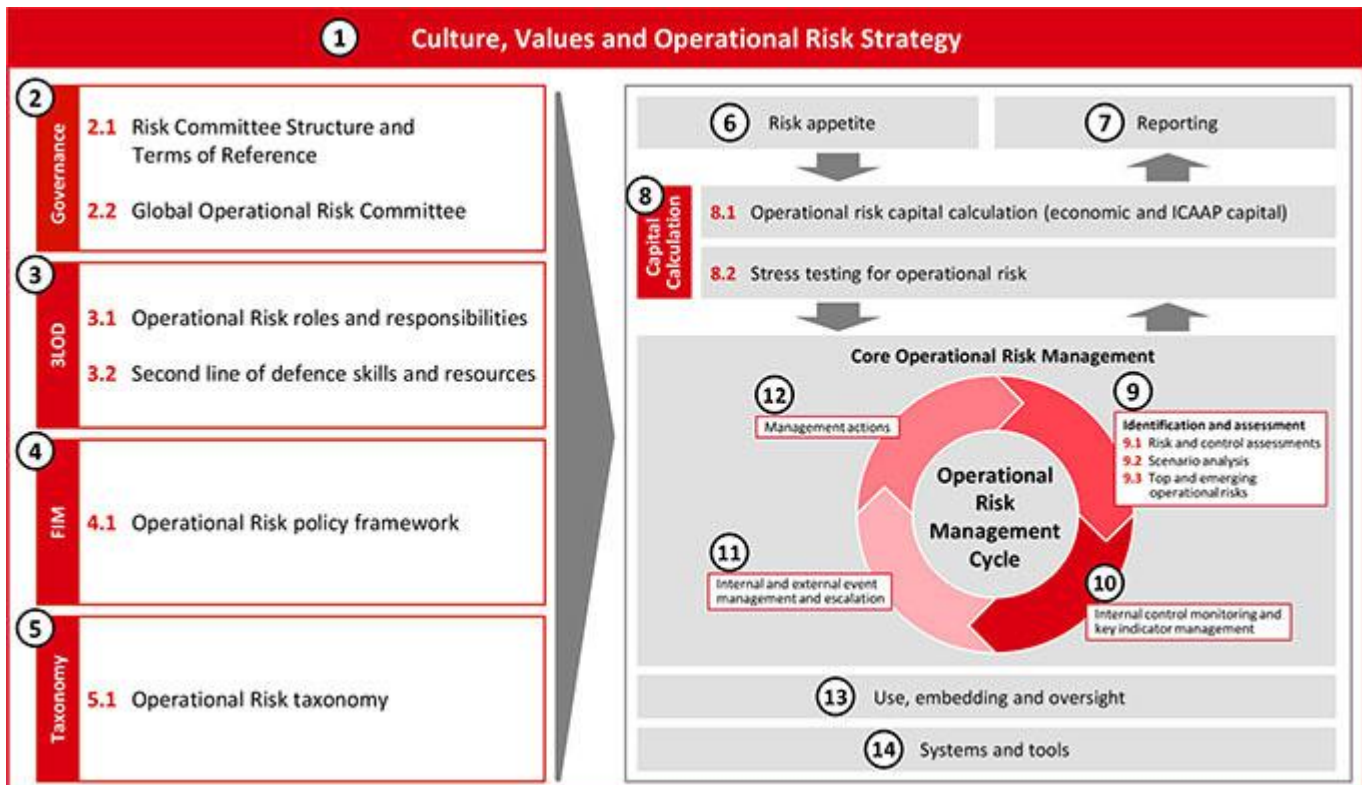 1 Culture, Values and Operational Risk Strategy
2
Governance
2.1 Risk Committee Structure and
Terms of Reference
2.2 Global Operational Risk Committee
3
3LOD
3.1 Operational Risk roles and responsibilities
3.2 Second line of defence skills and resources
4
FIM
4.1 Operational Risk policy framework
5
Taxonomy
5.1 Operational Risk taxonomy
6 Risk appetite
7 Reporting
8
Capital
Calculation
8.1 Operational risk capital calculation (economic and ICAAP capital)
8.2 Stress testing for operational risk
Core Operational Risk Management
Operational
Risk
Management
Cycle
9
Identification and assessment
9.1 Risk and control assessments
9.2 Scenario analysis
9.3 Top and emerging
operational risks
10
Internal control monitoring and
key indicator management
11
Internal and external event
management and escalation
12
Management actions
13 Use, embedding and oversight
14 Systems and tools